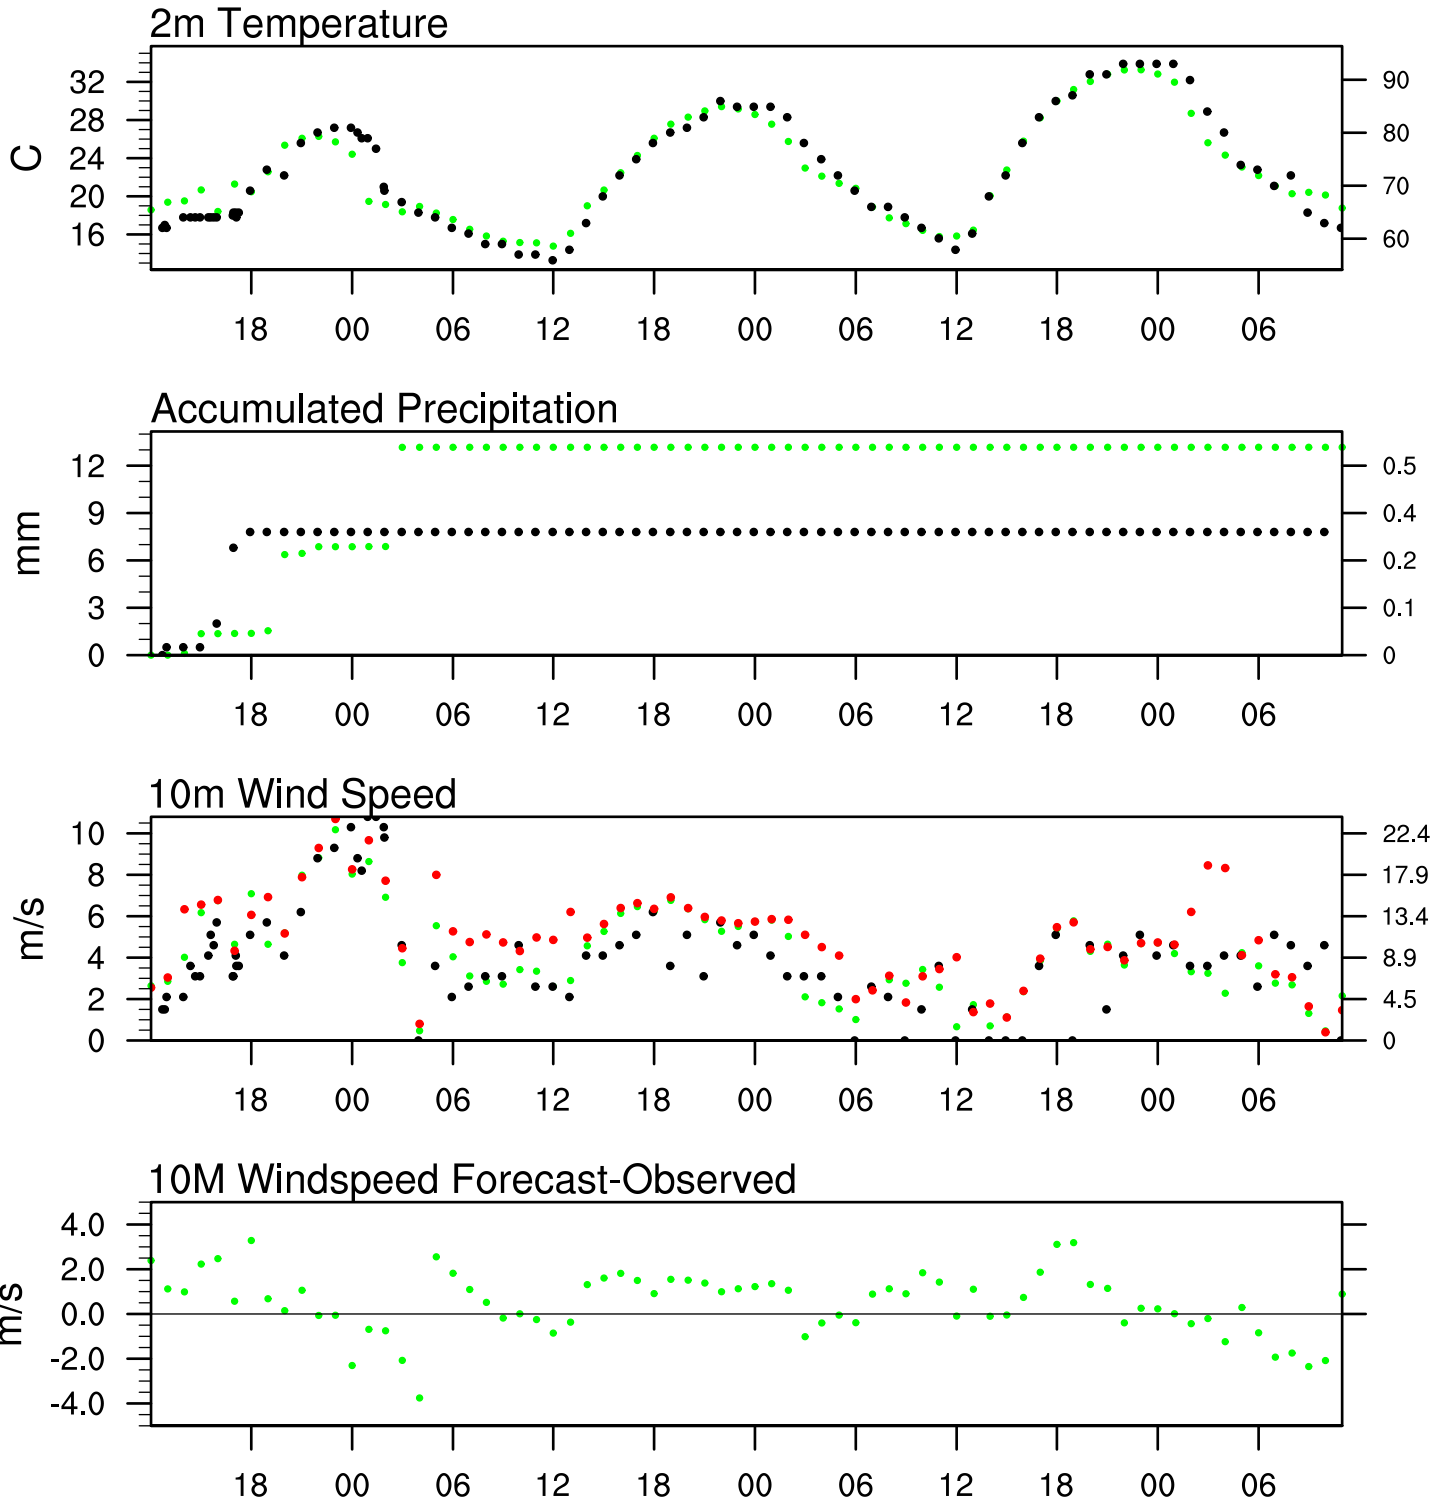 2m Temperature
32 90
28 80
24
C
20 70
16 60
18 00 06 12 18 00 06 12 18 00 06
Accumulated Precipitation
12 0.5
9 0.4
mm
6 0.2
3 0.1
0 0
18 00 06 12 18 00 06 12 18 00 06
10m Wind Speed
10 22.4
8 17.9
6 13.4
m/s
4 8.9
2 4.5
0 0
18 00 06 12 18 00 06 12 18 00 06
10M Windspeed Forecast-Observed
4.0
2.0
0.0
m/s
-2.0
-4.0
18 00 06 12 18 00 06 12 18 00 06